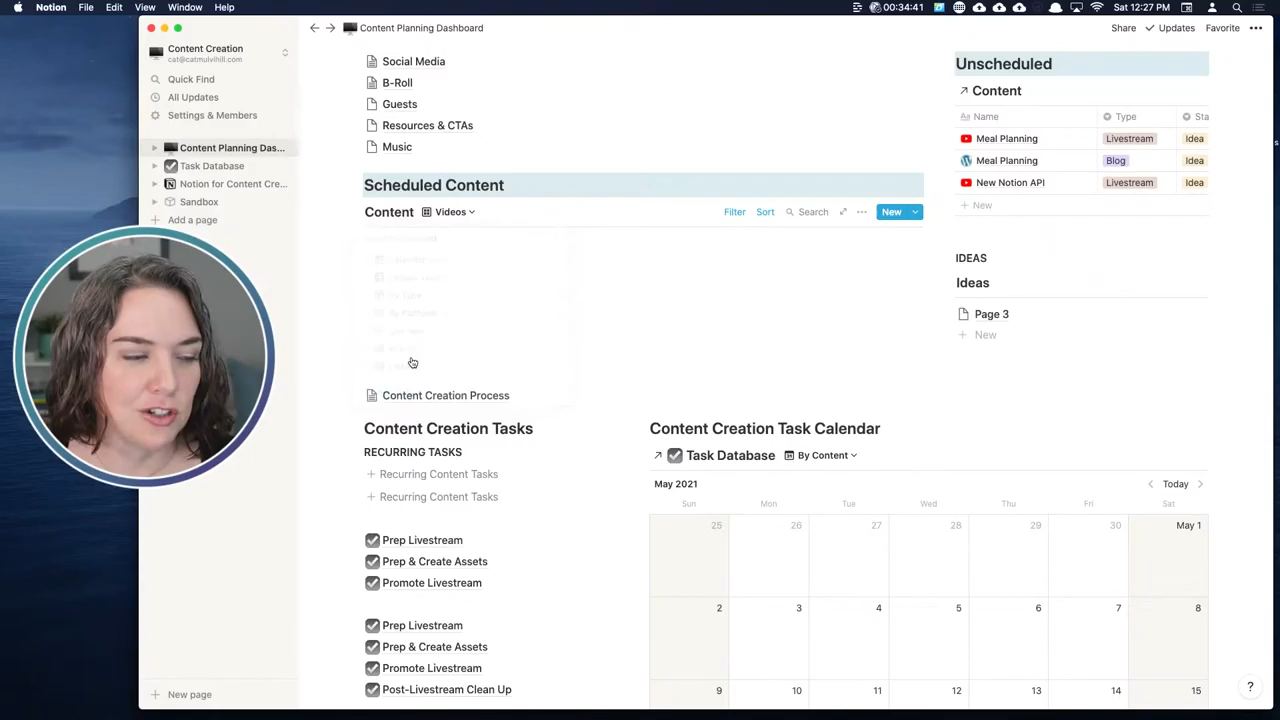 Notion File Edit View Window Help
00:34:41
Sat 12:27 PM
Content Creation
cat@catmulvihill.com
Quick Find
All Updates
Settings & Members
Content Planning Das...
Task Database
Notion for Content Cre...
Sandbox
Add a page
New page
Content Planning Dashboard
Share Updates Favorite
Social Media
B-Roll
Guests
Resources & CTAs
Music
Scheduled Content
Content Videos
Filter Sort Search New
Content Creation Process
Content Creation Tasks
RECURRING TASKS
Recurring Content Tasks
Recurring Content Tasks
Prep Livestream
Prep & Create Assets
Promote Livestream
Prep Livestream
Prep & Create Assets
Promote Livestream
Post-Livestream Clean Up
Unscheduled
Content
Name Type Sta
Meal Planning Livestream Idea
Meal Planning Blog Idea
New Notion API Livestream Idea
New
IDEAS
Ideas
Page 3
New
Content Creation Task Calendar
Task Database By Content
May 2021 Today
Sun Mon Tue Wed Thu Fri Sat
25 26 27 28 29 30 May 1
2 3 4 5 6 7 8
9 10 11 12 13 14 15
?